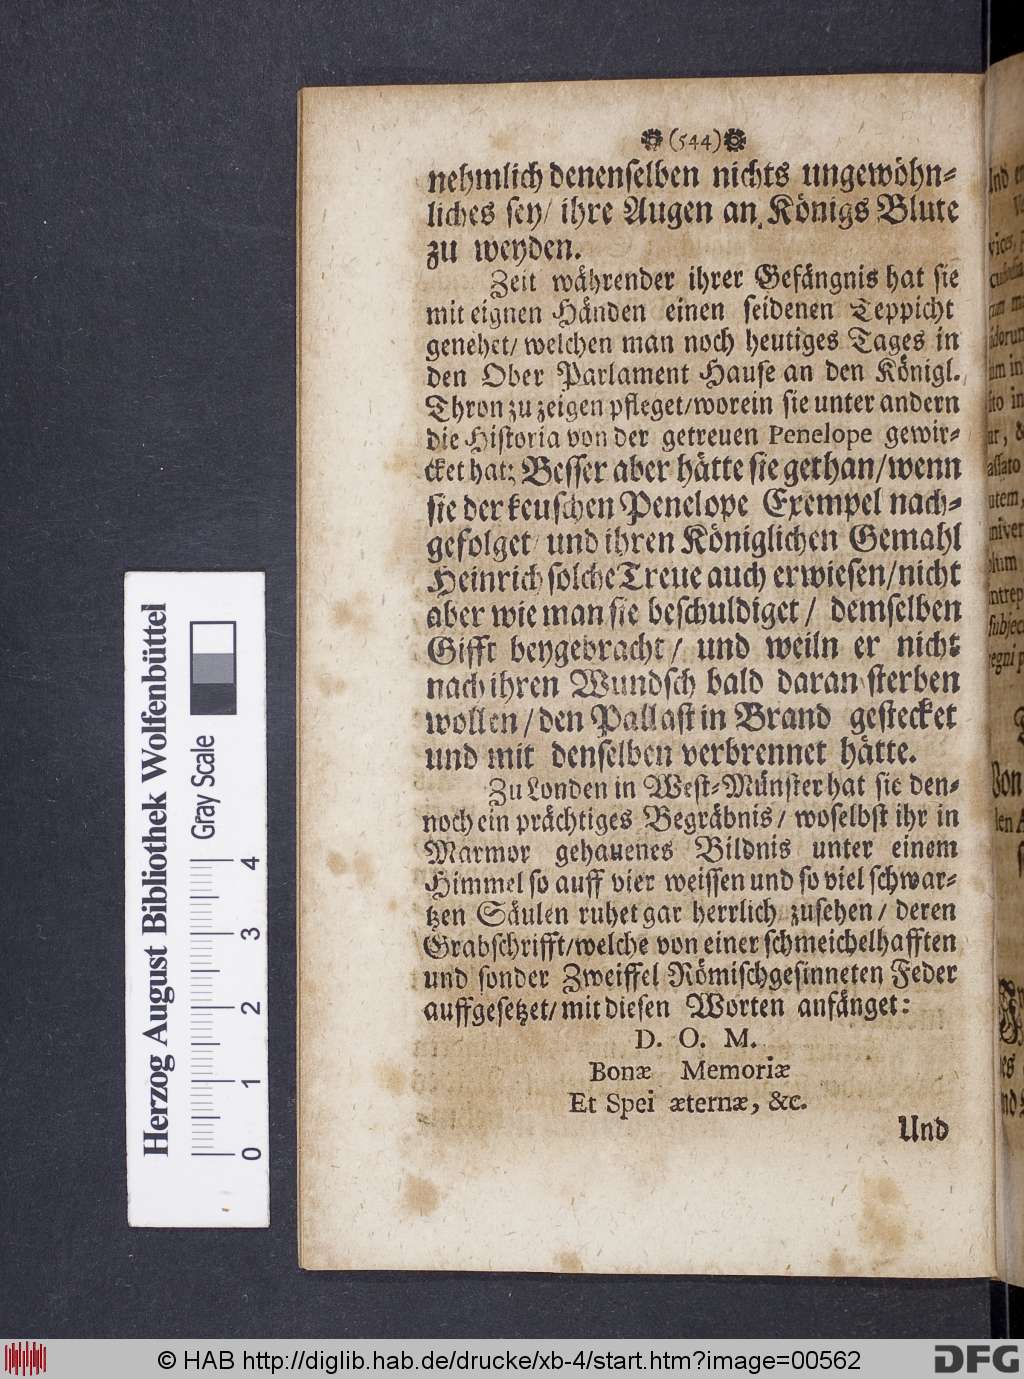 (544)
nehmlich denenselben nichts ungewöhn-
liches sey/ ihre Augen an Königs Blute
zu weyden.
Zeit währender ihrer Gefängnis hat sie
mit eignen Händen einen seidenen Teppicht
genehet/ welchen man noch heutiges Tages in
den Ober Parlament Hause an den Königl.
Thron zu zeigen pfleget/worein sie unter andern
die Historia von der getreuen Penelope gewir-
cket hat; Besser aber hätte sie gethan/wenn
sie der keuschen Penelope Exempel nach-
gefolget/ und ihren Königlichen Gemahl
Heinrich solche Treue auch erwiesen/nicht
aber wie man sie beschuldiget/ demselben
Gifft beygebracht/ und weiln er nicht
nach ihren Wundsch bald daran sterben
wollen/den Pallast in Brand gestecket
und mit denselben verbrennet hätte.
Zu Londen in West-Münster hat sie den-
noch ein prächtiges Begräbnis/ woselbst ihr in
Marmor gehauenes Bildnis unter einem
Himmel so auff vier weissen und so viel schwar-
tzen Säulen ruhet gar herrlich zusehen/ deren
Grabschrifft/welche von einer schmeichelhafften
und sonder Zweiffel Römischgesinneten Feder
auffgesetzet/ mit diesen Worten anfänget:
D. O. M.
Bonæ Memoriæ
Et Spei æternæ, &c.
Und
Herzog August Bibliothek Wolfenbüttel
Gray Scale
0 1 2 3 4
© HAB http://diglib.hab.de/drucke/xb-4/start.htm?image=00562
DFG